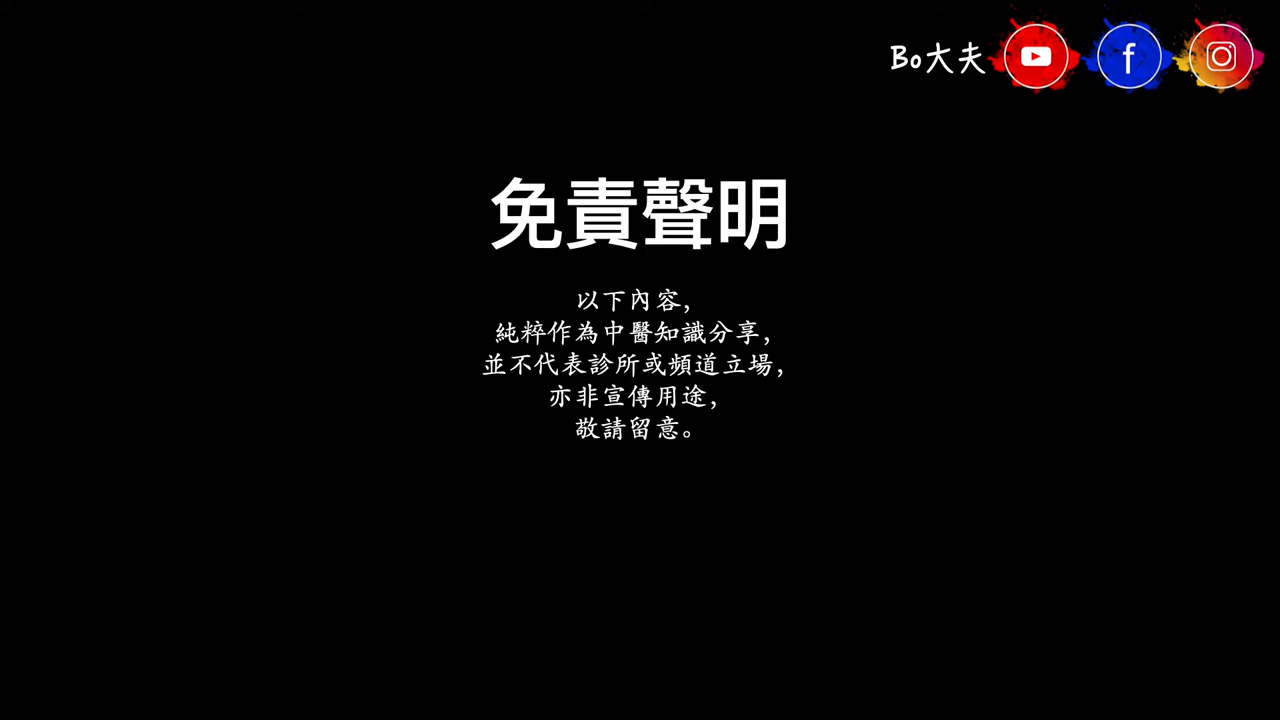 Bo大夫
免責聲明
以下內容，
純粹作為中醫知識分享，
並不代表診所或頻道立場，
亦非宣傳用途，
敬請留意。